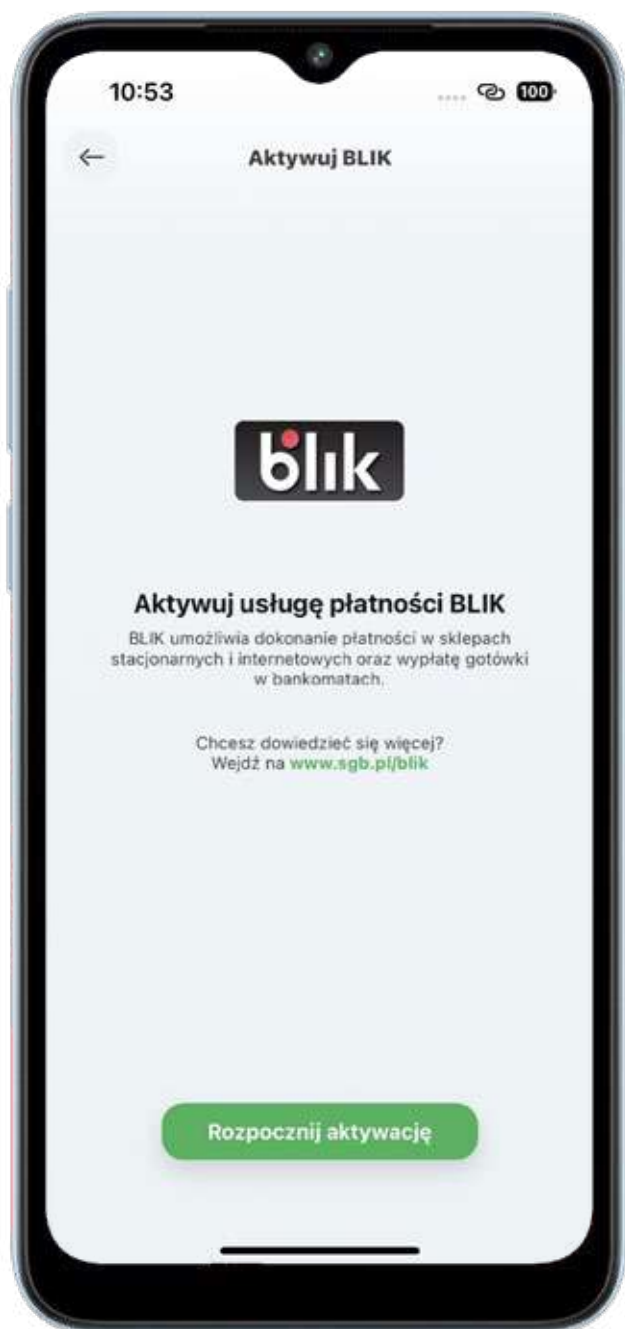 10:53
100
Aktywuj BLIK
blik
Aktywuj usługę płatności BLIK
BLIK umożliwia dokonanie płatności w sklepach
stacjonarnych i internetowych oraz wypłatę gotówki
w bankomatach.
Chcesz dowiedzieć się więcej?
Wejdź na www.sgb.pl/blik
Rozpocznij aktywację